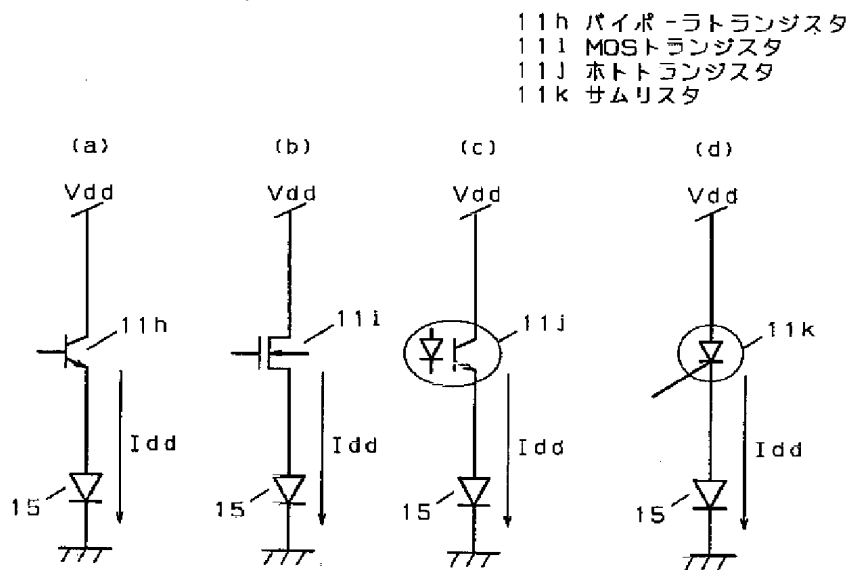 11h バイポーラトランジスタ
11i MOSトランジスタ
11j ホトトランジスタ
11k サムリスタ
(a) (b) (c) (d)
Vdd Vdd Vdd Vdd
11h 11i 11j 11k
Idd Idd Idd Idd
15 15 15 15